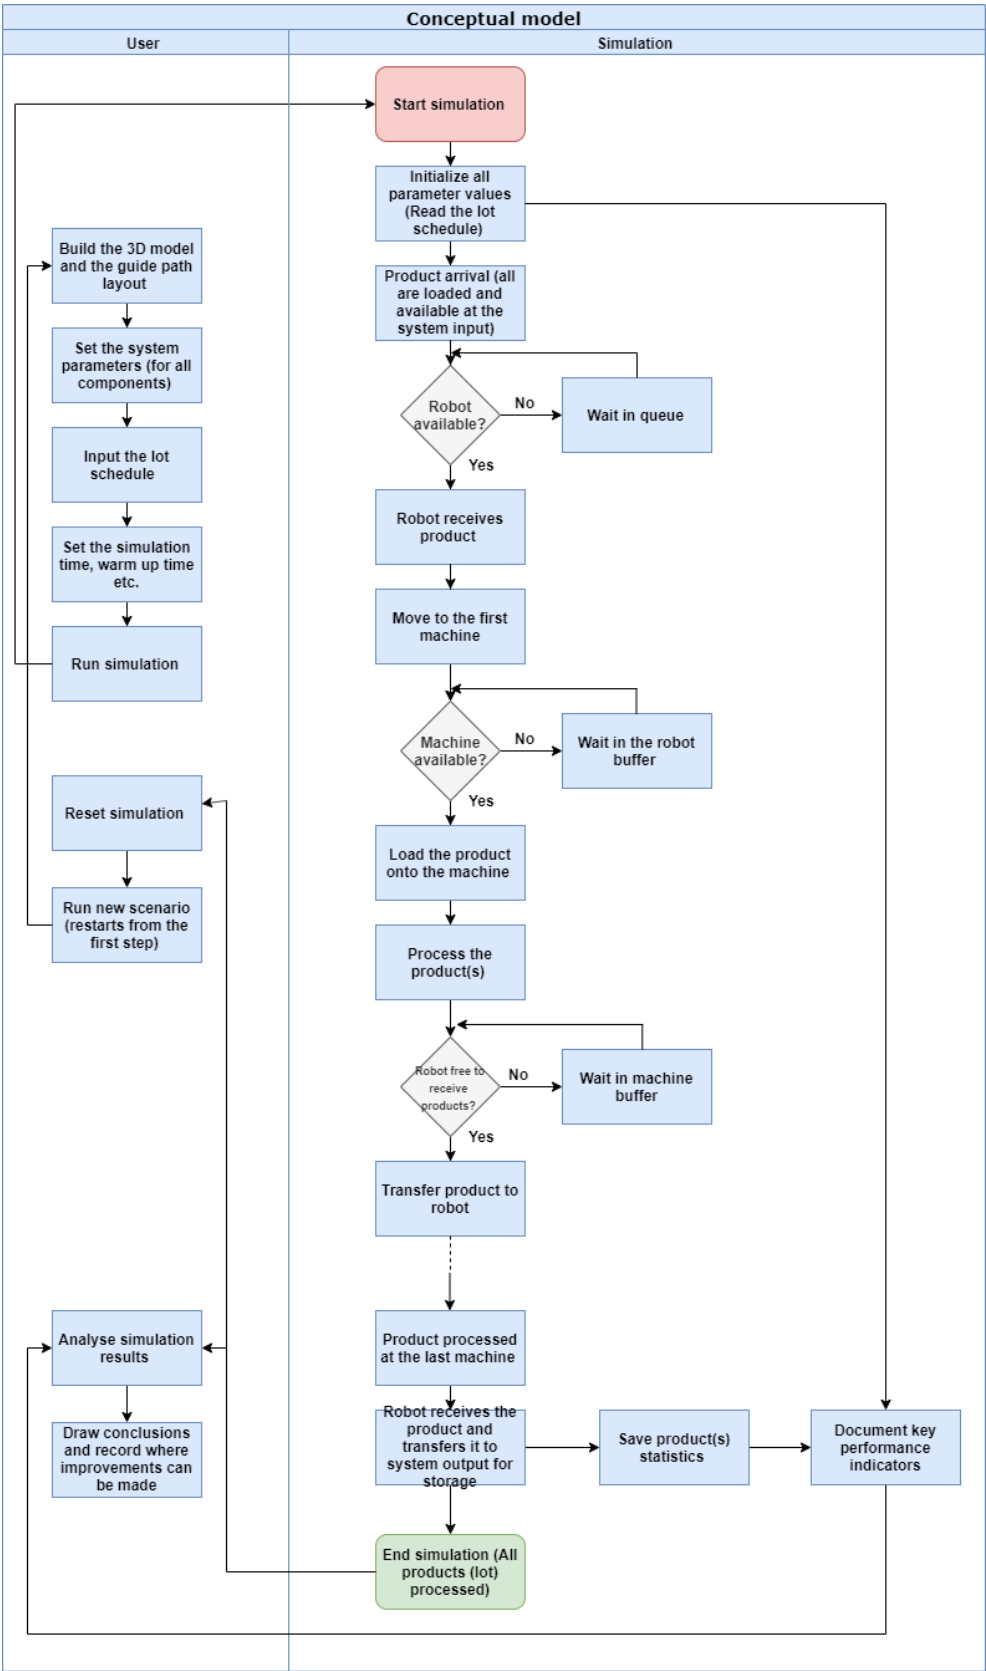 Conceptual model
User
Simulation
Start simulation
Initialize all
parameter values
(Read the lot
schedule)
Build the 3D model
and the guide path
layout
Product arrival (all
are loaded and
available at the
system input)
Set the system
parameters (for all
components)
Robot
available?
No
Wait in queue
Yes
Input the lot
schedule
Robot receives
product
Set the simulation
time, warm up time
etc.
Move to the first
machine
Run simulation
Machine
available?
No
Wait in the robot
buffer
Yes
Reset simulation
Load the product
onto the machine
Run new scenario
(restarts from the
first step)
Process the
product(s)
Robot free to
receive
products?
No
Wait in machine
buffer
Yes
Transfer product to
robot
Analyse simulation
results
Product processed
at the last machine
Draw conclusions
and record where
improvements can
be made
Robot receives the
product and
transfers it to
system output for
storage
Save product(s)
statistics
Document key
performance
indicators
End simulation (All
products (lot)
processed)